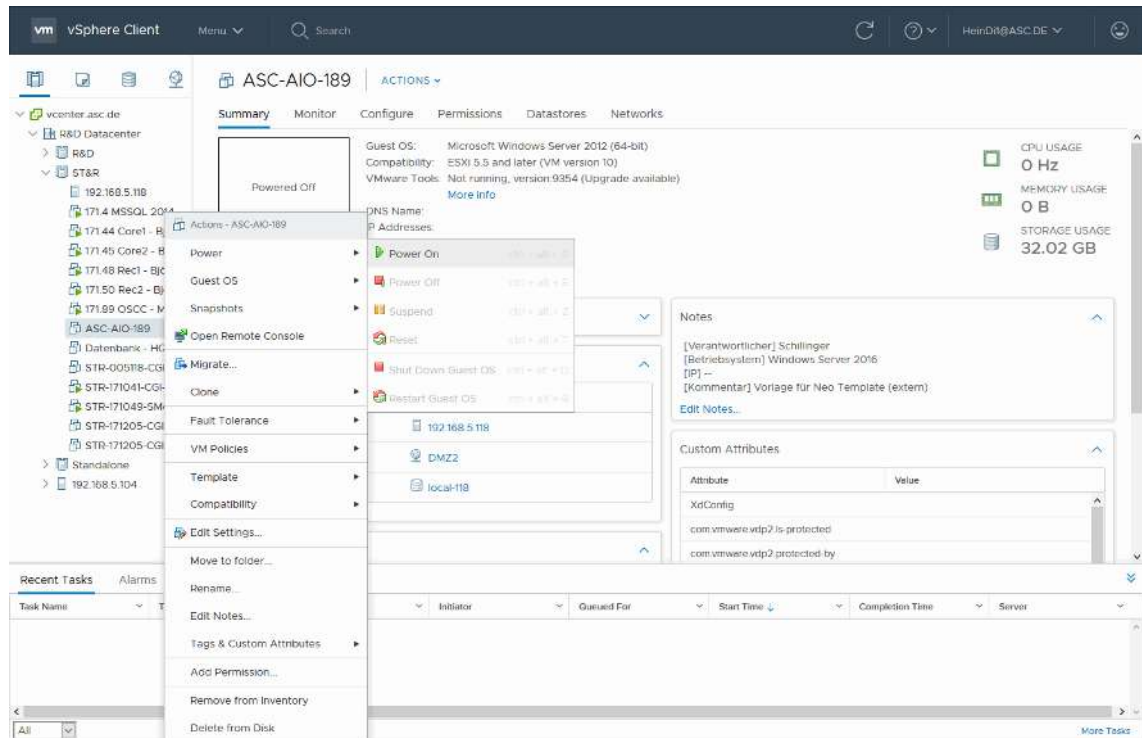 vm vSphere Client Menu Search HeinDi@ASC.DE
ASC-AIO-189 ACTIONS
Summary Monitor Configure Permissions Datastores Networks
vcenter.asc.de
R&D Datacenter
R&D
ST&R
192.168.5.118
171.4 MSSQL 2014
171.44 Core1 - Bj
171.45 Core2 - B
171.48 Rec1 - Bjö
171.50 Rec2 - Bj
171.89 OSCC - M
ASC-AIO-189
Datenbank - HG
STR-005118-CGI
STR-171041-CGI-
STR-171049-SM
STR-171205-CGI
STR-171205-CGI
Standalone
192.168.5.104
Powered Off
Guest OS: Microsoft Windows Server 2012 (64-bit)
Compatibility: ESXi 5.5 and later (VM version 10)
VMware Tools: Not running, version:9354 (Upgrade available)
More info
DNS Name:
IP Addresses:
CPU USAGE
0 Hz
MEMORY USAGE
0 B
STORAGE USAGE
32.02 GB
Actions - ASC-AIO-189
Power
Guest OS
Snapshots
Open Remote Console
Migrate...
Clone
Fault Tolerance
VM Policies
Template
Compatibility
Edit Settings...
Move to folder...
Rename...
Edit Notes...
Tags & Custom Attributes
Add Permission...
Remove from Inventory
Delete from Disk
Power On
Power Off
Suspend
Reset
Shut Down Guest OS
Restart Guest OS
192.168.5.118
DMZ2
local-118
Notes
[Verantwortlicher] Schillinger
[Betriebsystem] Windows Server 2016
[IP] --
[Kommentar] Vorlage für Neo Template (extern)
Edit Notes...
Custom Attributes
Attribute Value
XdConfig
com.vmware.vdp2.is-protected
com.vmware.vdp2.protected-by
Recent Tasks Alarms
Task Name T Initiator Queued For Start Time Completion Time Server
All More Tasks